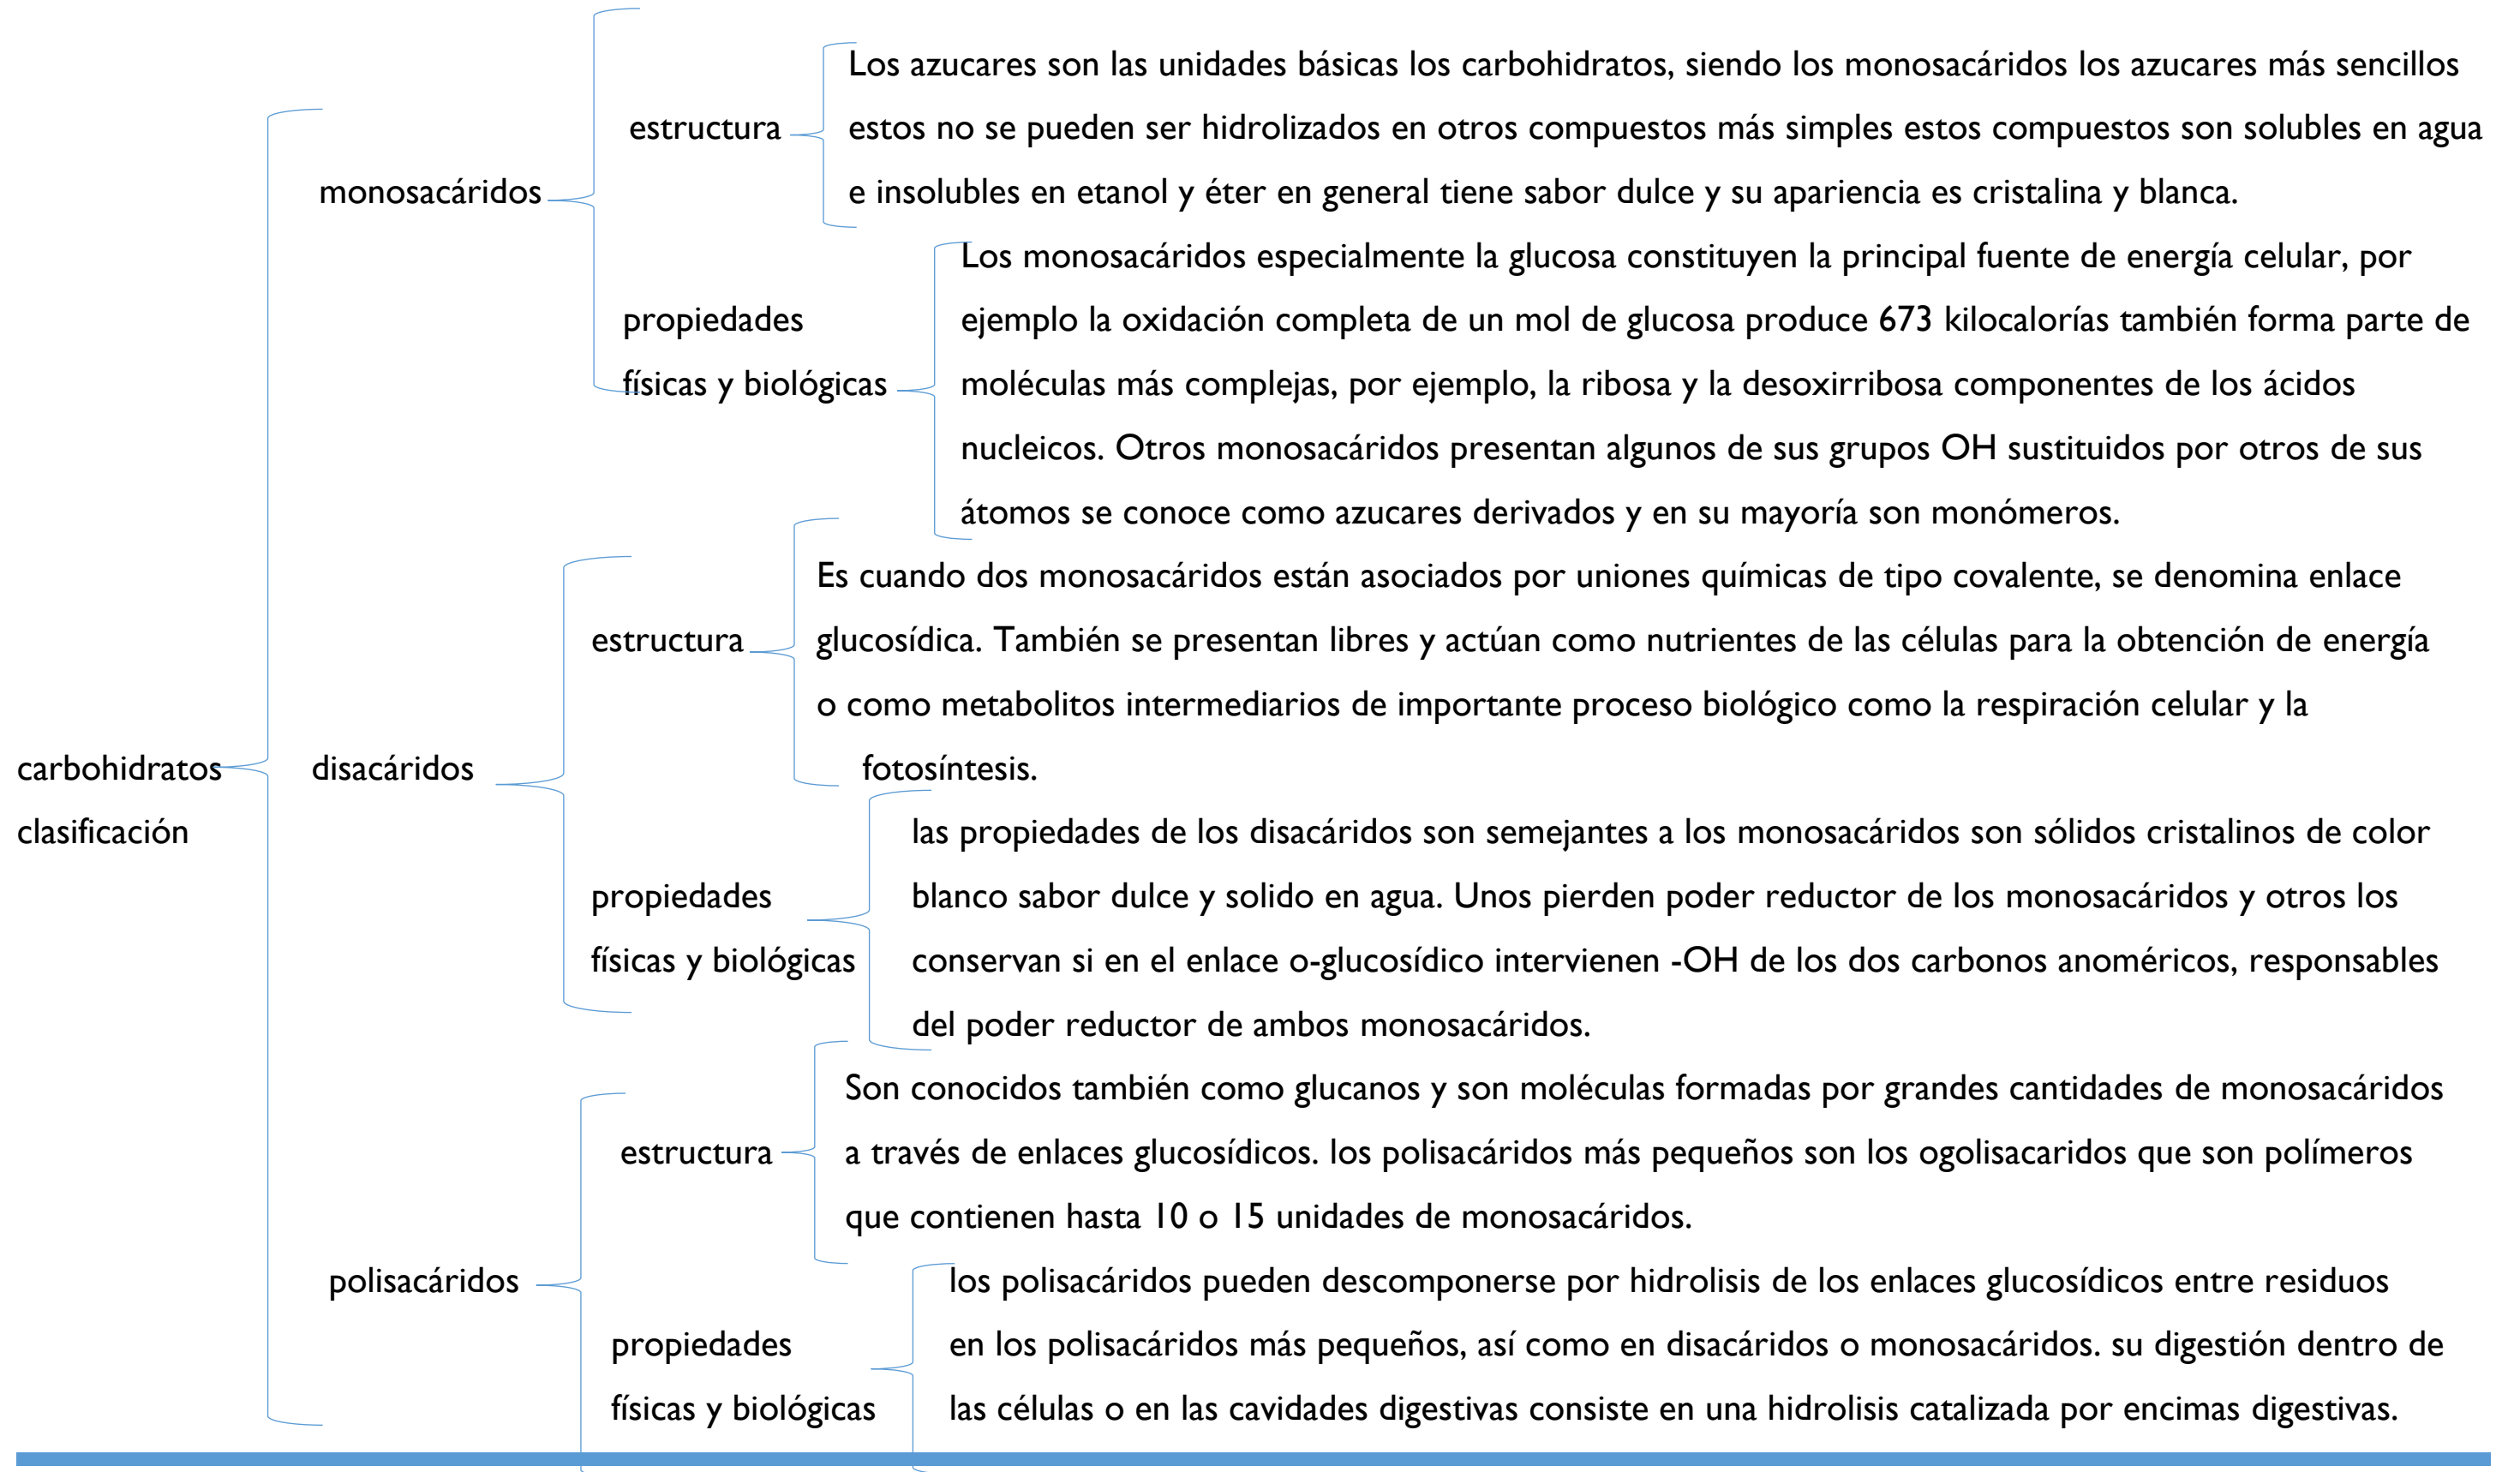 carbohidratos
clasificación
monosacáridos
estructura
Los azucares son las unidades básicas los carbohidratos, siendo los monosacáridos los azucares más sencillos
estos no se pueden ser hidrolizados en otros compuestos más simples estos compuestos son solubles en agua
e insolubles en etanol y éter en general tiene sabor dulce y su apariencia es cristalina y blanca.
propiedades
físicas y biológicas
Los monosacáridos especialmente la glucosa constituyen la principal fuente de energía celular, por
ejemplo la oxidación completa de un mol de glucosa produce 673 kilocalorías también forma parte de
moléculas más complejas, por ejemplo, la ribosa y la desoxirribosa componentes de los ácidos
nucleicos. Otros monosacáridos presentan algunos de sus grupos OH sustituidos por otros de sus
átomos se conoce como azucares derivados y en su mayoría son monómeros.
disacáridos
estructura
Es cuando dos monosacáridos están asociados por uniones químicas de tipo covalente, se denomina enlace
glucosídica. También se presentan libres y actúan como nutrientes de las células para la obtención de energía
o como metabolitos intermediarios de importante proceso biológico como la respiración celular y la
fotosíntesis.
propiedades
físicas y biológicas
las propiedades de los disacáridos son semejantes a los monosacáridos son sólidos cristalinos de color
blanco sabor dulce y solido en agua. Unos pierden poder reductor de los monosacáridos y otros los
conservan si en el enlace o-glucosídico intervienen -OH de los dos carbonos anoméricos, responsables
del poder reductor de ambos monosacáridos.
polisacáridos
estructura
Son conocidos también como glucanos y son moléculas formadas por grandes cantidades de monosacáridos
a través de enlaces glucosídicos. los polisacáridos más pequeños son los ogolisacaridos que son polímeros
que contienen hasta 10 o 15 unidades de monosacáridos.
propiedades
físicas y biológicas
los polisacáridos pueden descomponerse por hidrolisis de los enlaces glucosídicos entre residuos
en los polisacáridos más pequeños, así como en disacáridos o monosacáridos. su digestión dentro de
las células o en las cavidades digestivas consiste en una hidrolisis catalizada por encimas digestivas.